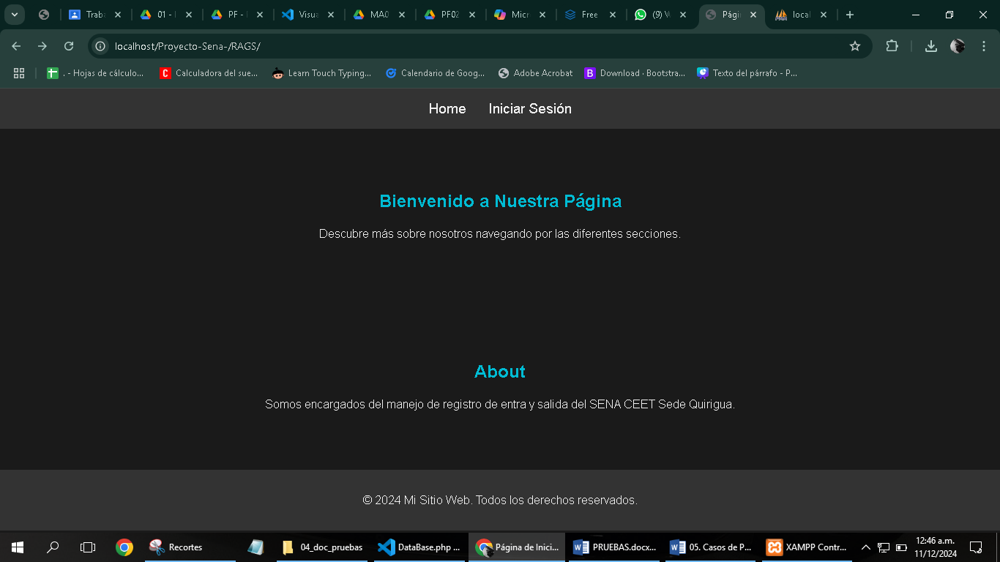 Traba
01 -
PF -
Visua
MA0
PF02
Micr
Free
(9) W
Pági
local
localhost/Proyecto-Sena-/RAGS/
. - Hojas de cálculo...
Calculadora del sue...
Learn Touch Typing...
Calendario de Goog...
Adobe Acrobat
Download · Bootstra...
Texto del párrafo - P...
Home
Iniciar Sesión
Bienvenido a Nuestra Página
Descubre más sobre nosotros navegando por las diferentes secciones.
About
Somos encargados del manejo de registro de entra y salida del SENA CEET Sede Quirigua.
© 2024 Mi Sitio Web. Todos los derechos reservados.
Recortes
04_doc_pruebas
DataBase.php ...
Página de Inici...
PRUEBAS.docx...
05. Casos de P...
XAMPP Contr...
12:46 a.m.
11/12/2024